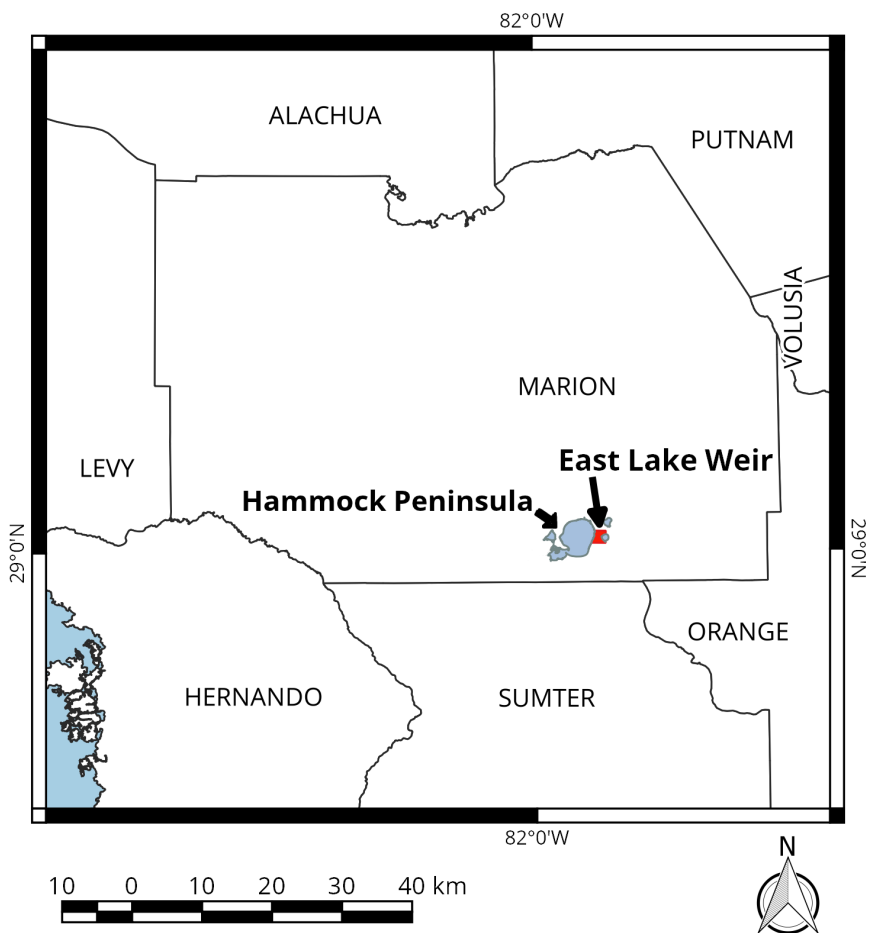 82°0'W
ALACHUA
PUTNAM
VOLUSIA
MARION
East Lake Weir
LEVY
Hammock Peninsula
29°0'N
29°0'N
ORANGE
HERNANDO
SUMTER
82°0'W
N
10 0 10 20 30 40 km